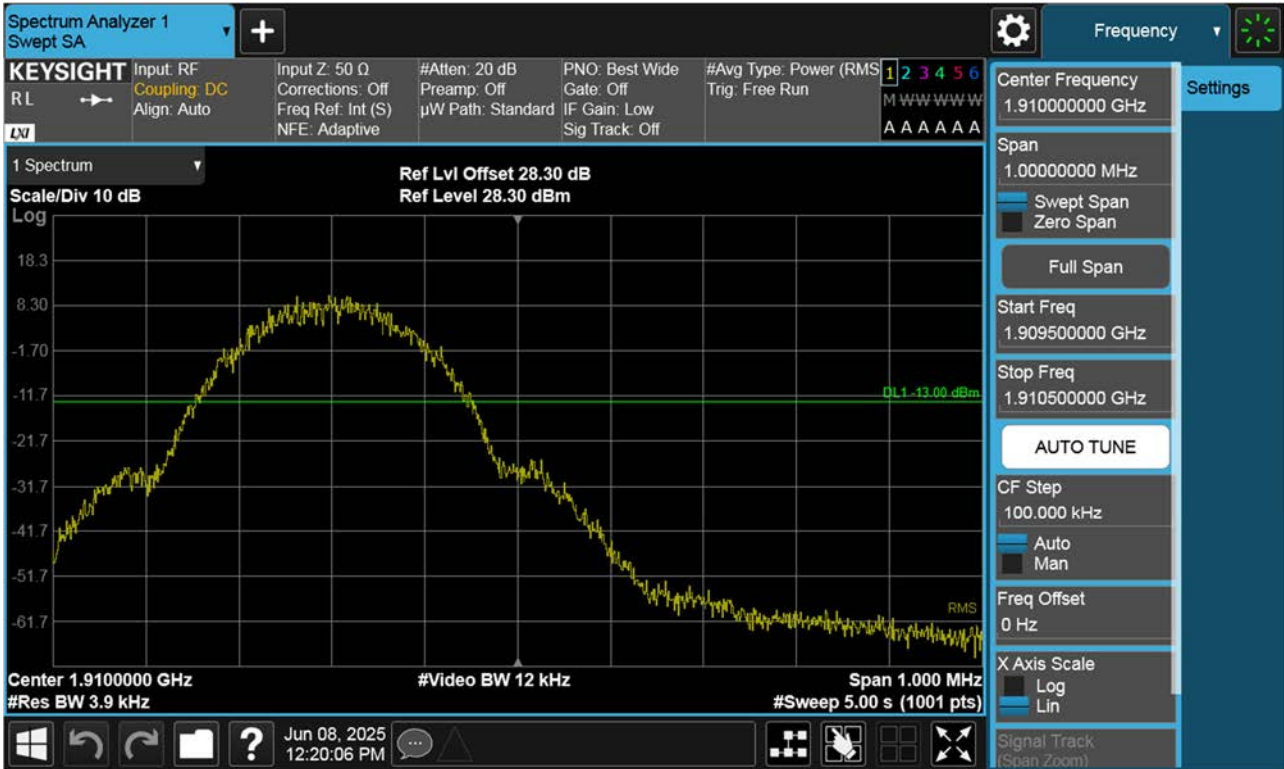 Spectrum Analyzer 1
Swept SA
+
Frequency
KEYSIGHT
RL
LXI
Input: RF
Coupling: DC
Align: Auto
Input Z: 50 Ω
Corrections: Off
Freq Ref: Int (S)
NFE: Adaptive
#Atten: 20 dB
Preamp: Off
µW Path: Standard
PNO: Best Wide
Gate: Off
IF Gain: Low
Sig Track: Off
#Avg Type: Power (RMS
Trig: Free Run
1 2 3 4 5 6
M W W W W W
A A A A A A
1 Spectrum
Scale/Div 10 dB
Log
Ref Lvl Offset 28.30 dB
Ref Level 28.30 dBm
18.3
8.30
-1.70
-11.7
-21.7
-31.7
-41.7
-51.7
-61.7
DL1 -13.00 dBm
RMS
Center 1.9100000 GHz
#Res BW 3.9 kHz
#Video BW 12 kHz
Span 1.000 MHz
#Sweep 5.00 s (1001 pts)
Center Frequency
1.910000000 GHz
Span
1.00000000 MHz
Swept Span
Zero Span
Full Span
Start Freq
1.909500000 GHz
Stop Freq
1.910500000 GHz
AUTO TUNE
CF Step
100.000 kHz
Auto
Man
Freq Offset
0 Hz
X Axis Scale
Log
Lin
Signal Track
(Span Zoom)
Settings
?
Jun 08, 2025
12:20:06 PM